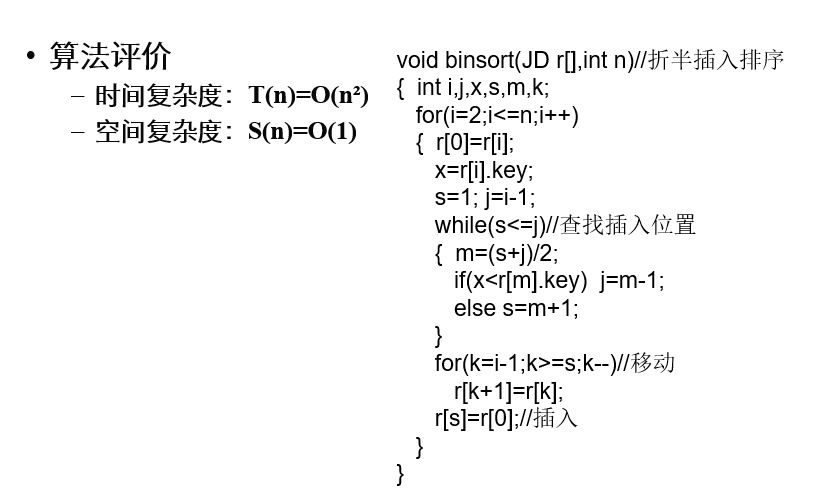 • 算法评价
– 时间复杂度：T(n)=O(n²)
– 空间复杂度：S(n)=O(1)
void binsort(JD r[],int n)//折半插入排序
{  int i,j,x,s,m,k;
for(i=2;i<=n;i++)
{  r[0]=r[i];
x=r[i].key;
s=1; j=i-1;
while(s<=j)//查找插入位置
{  m=(s+j)/2;
if(x<r[m].key)  j=m-1;
else s=m+1;
}
for(k=i-1;k>=s;k--)//移动
r[k+1]=r[k];
r[s]=r[0];//插入
}
}